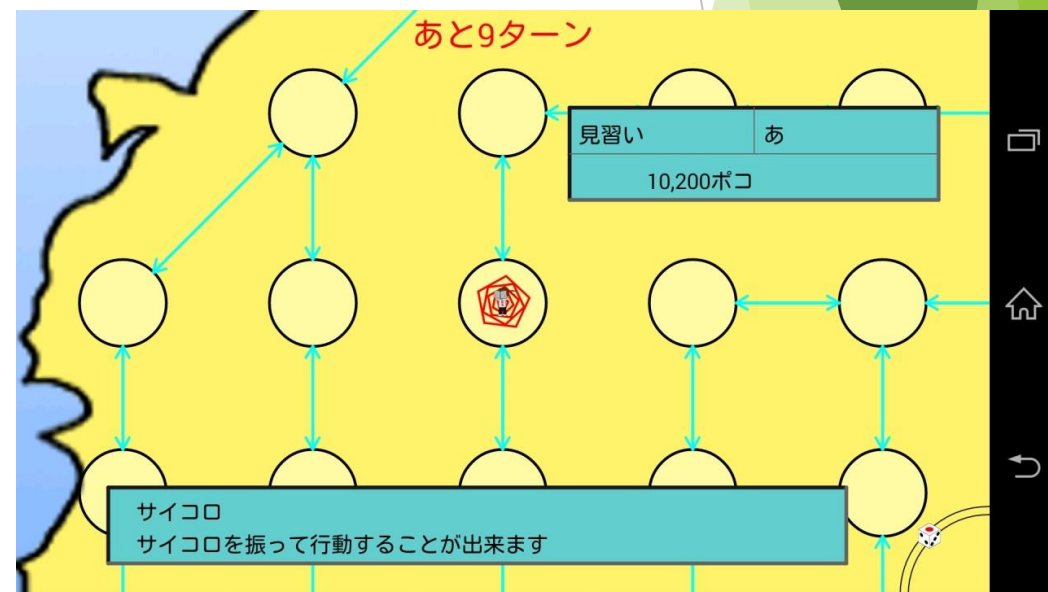 あと9ターン
見習い
あ
10,200ポコ
サイコロ
サイコロを振って行動することが出来ます